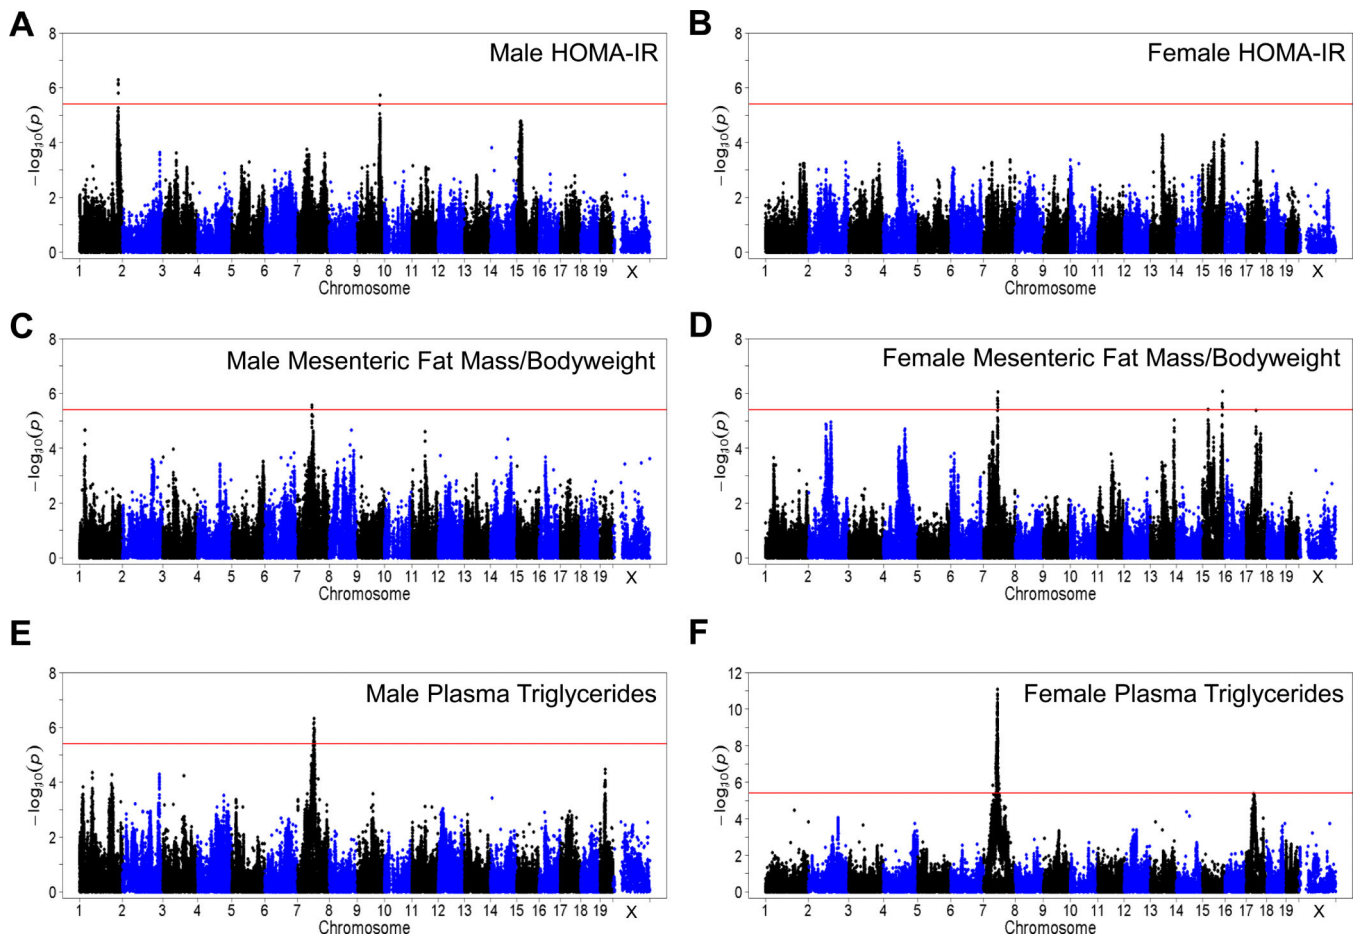 A
Male HOMA-IR
8
6
4
2
0
−log10(p)
1 2 3 4 5 6 7 8 9 10 11 12 13 14 15 16 17 18 19 X
Chromosome
B
Female HOMA-IR
8
6
4
2
0
−log10(p)
1 2 3 4 5 6 7 8 9 10 11 12 13 14 15 16 17 18 19 X
Chromosome
C
Male Mesenteric Fat Mass/Bodyweight
8
6
4
2
0
−log10(p)
1 2 3 4 5 6 7 8 9 10 11 12 13 14 15 16 17 18 19 X
Chromosome
D
Female Mesenteric Fat Mass/Bodyweight
8
6
4
2
0
−log10(p)
1 2 3 4 5 6 7 8 9 10 11 12 13 14 15 16 17 18 19 X
Chromosome
E
Male Plasma Triglycerides
8
6
4
2
0
−log10(p)
1 2 3 4 5 6 7 8 9 10 11 12 13 14 15 16 17 18 19 X
Chromosome
F
Female Plasma Triglycerides
12
10
8
6
4
2
0
−log10(p)
1 2 3 4 5 6 7 8 9 10 11 12 13 14 15 16 17 18 19 X
Chromosome